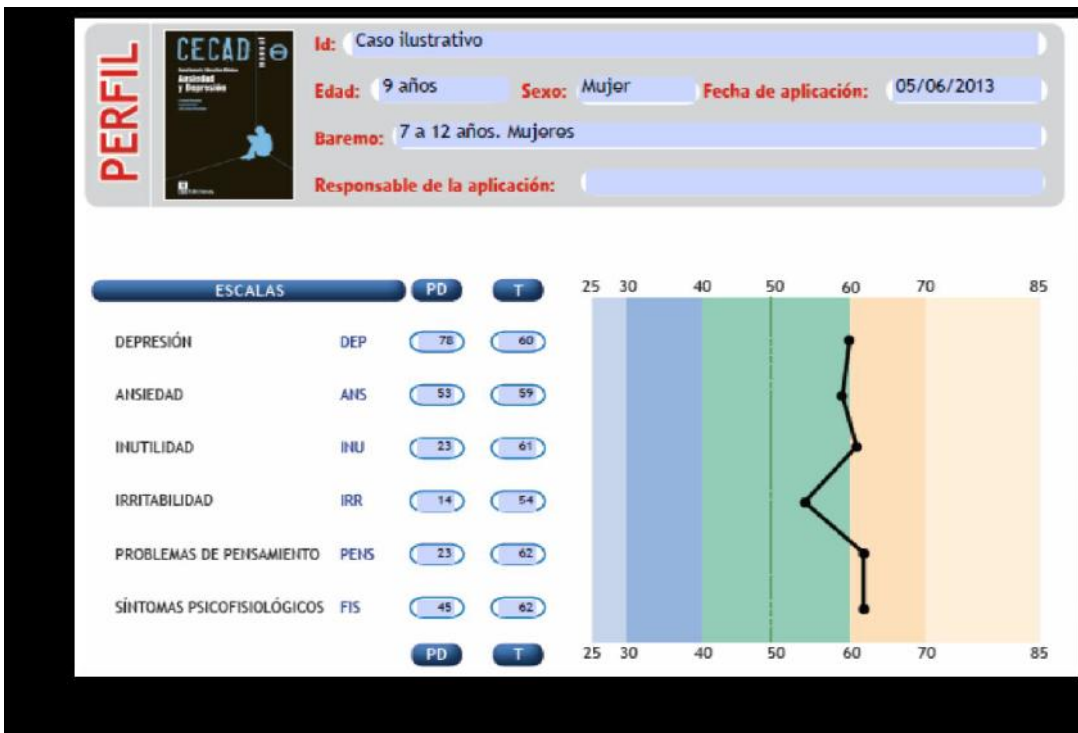 PERFIL
CECAD
manual
Ansiedad
y Depresión
Id: Caso ilustrativo
Edad: 9 años Sexo: Mujer Fecha de aplicación: 05/06/2013
Baremo: 7 a 12 años. Mujeres
Responsable de la aplicación:
ESCALAS PD T 25 30 40 50 60 70 85
DEPRESIÓN DEP 78 60
ANSIEDAD ANS 53 59
INUTILIDAD INU 23 61
IRRITABILIDAD IRR 14 54
PROBLEMAS DE PENSAMIENTO PENS 23 62
SÍNTOMAS PSICOFISIOLÓGICOS FIS 45 62
PD T 25 30 40 50 60 70 85